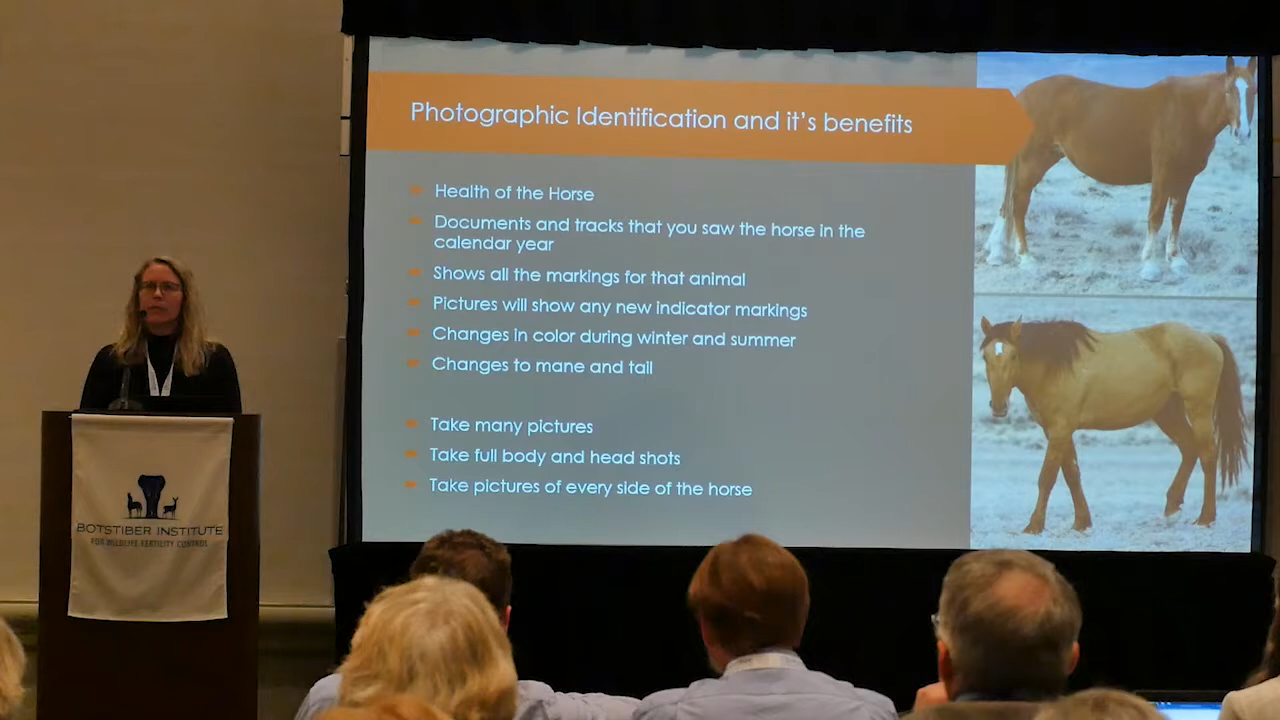 Photographic Identification and it's benefits
Health of the Horse
Documents and tracks that you saw the horse in the
calendar year
Shows all the markings for that animal
Pictures will show any new indicator markings
Changes in color during winter and summer
Changes to mane and tail
Take many pictures
Take full body and head shots
Take pictures of every side of the horse
BOTSTIBER INSTITUTE
FOR WILDLIFE FERTILITY CONTROL